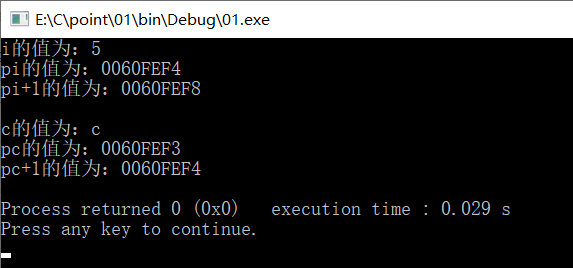 E:\C\point\01\bin\Debug\01.exe
i的值为：5
pi的值为：0060FEF4
pi+1的值为：0060FEF8
c的值为：c
pc的值为：0060FEF3
pc+1的值为：0060FEF4
Process returned 0 (0x0)   execution time : 0.029 s
Press any key to continue.